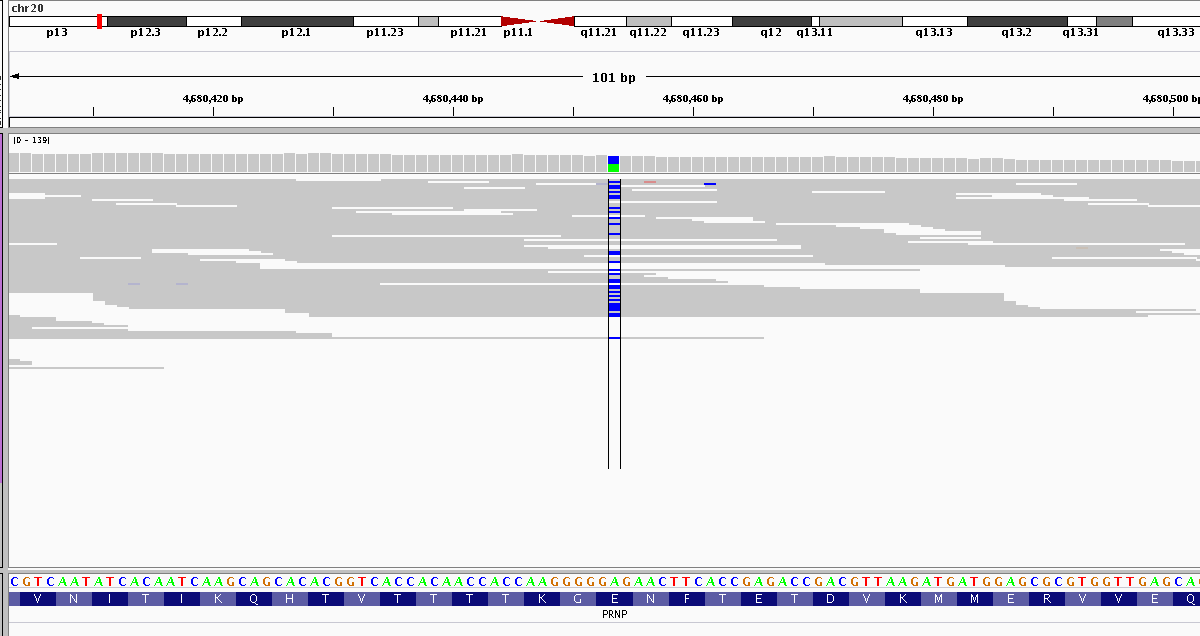 chr20
p13 p12.3 p12.2 p12.1 p11.23 p11.21 p11.1 q11.21 q11.22 q11.23 q12 q13.11 q13.13 q13.2 q13.31 q13.33
101 bp
4,680,420 bp 4,680,440 bp 4,680,460 bp 4,680,480 bp 4,680,500 bp
[0 - 139]
CGTCAATATCACAATCAAGCAGCACACGGTCACCACAACCACCAAGGGGGAGAACTTCACCGAGACCGACGTTAAGATGATGGAGCGCGTGGTTGAGCA
V N I T I K Q H T V T T T T K G E N F T E T D V K M M E R V V E Q
PRNP